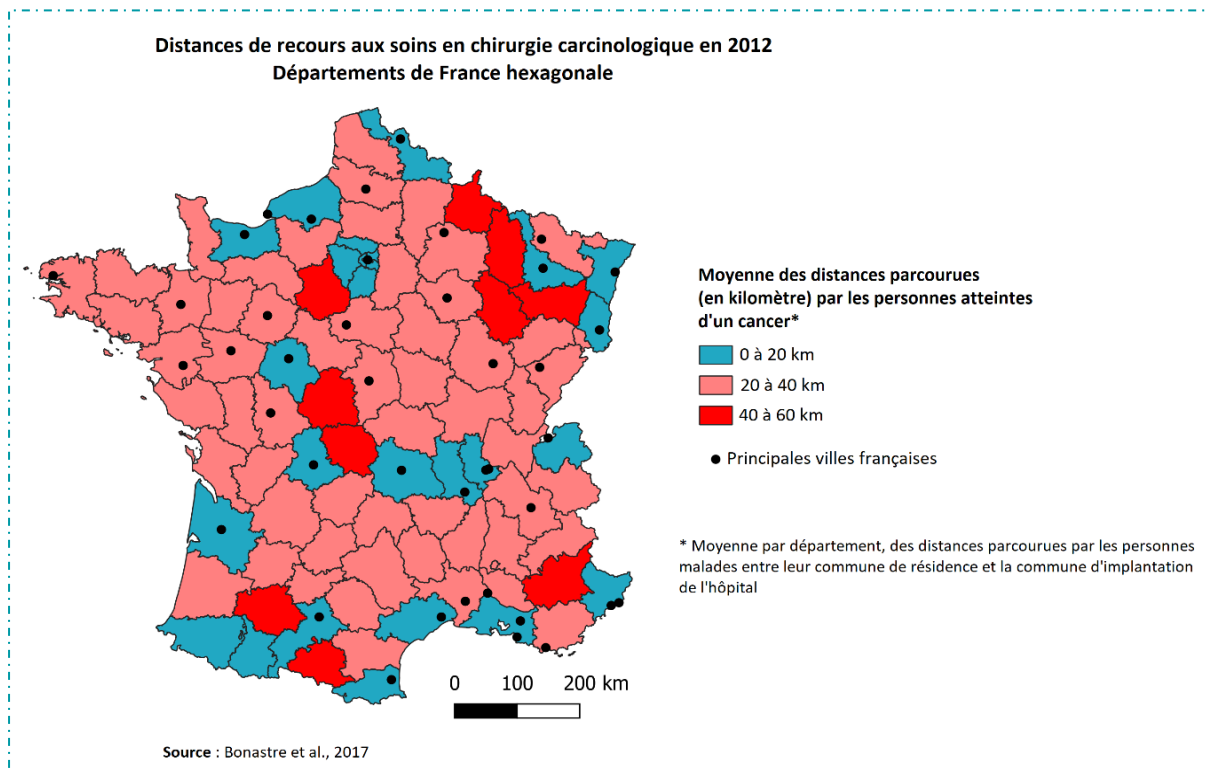 Distances de recours aux soins en chirurgie carcinologique en 2012
Départements de France hexagonale
Moyenne des distances parcourues
(en kilomètre) par les personnes atteintes
d'un cancer*
0 à 20 km
20 à 40 km
40 à 60 km
Principales villes françaises
* Moyenne par département, des distances parcourues par les personnes
malades entre leur commune de résidence et la commune d'implantation
de l'hôpital
0 100 200 km
Source : Bonastre et al., 2017